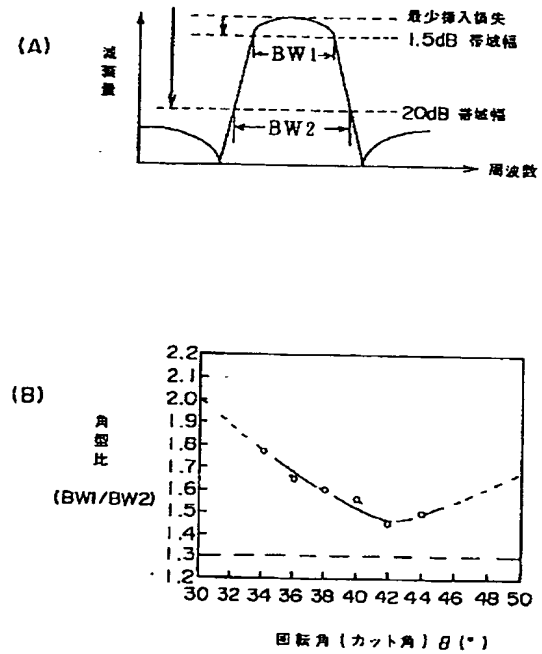 (A)
減衰量
最少挿入損失
1.5dB 帯域幅
BW1
20dB 帯域幅
BW2
周波数
(B)
角型比
(BW1/BW2)
2.2
2.1
2.0
1.9
1.8
1.7
1.6
1.5
1.4
1.3
1.2
30 32 34 36 38 40 42 44 46 48 50
回転角(カット角) θ (°)